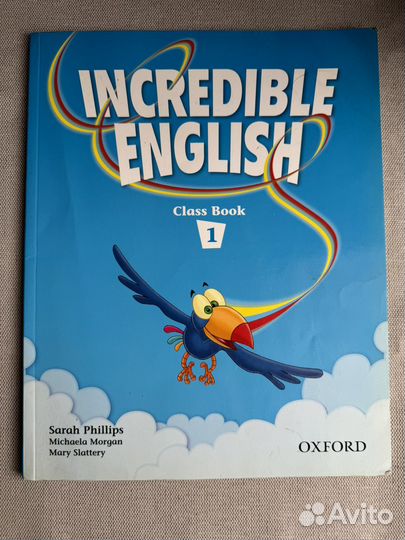 INCREDIBLE
ENGLISH
Class Book
1
Sarah Phillips
Michaela Morgan
Mary Slattery
OXFORD
Avito